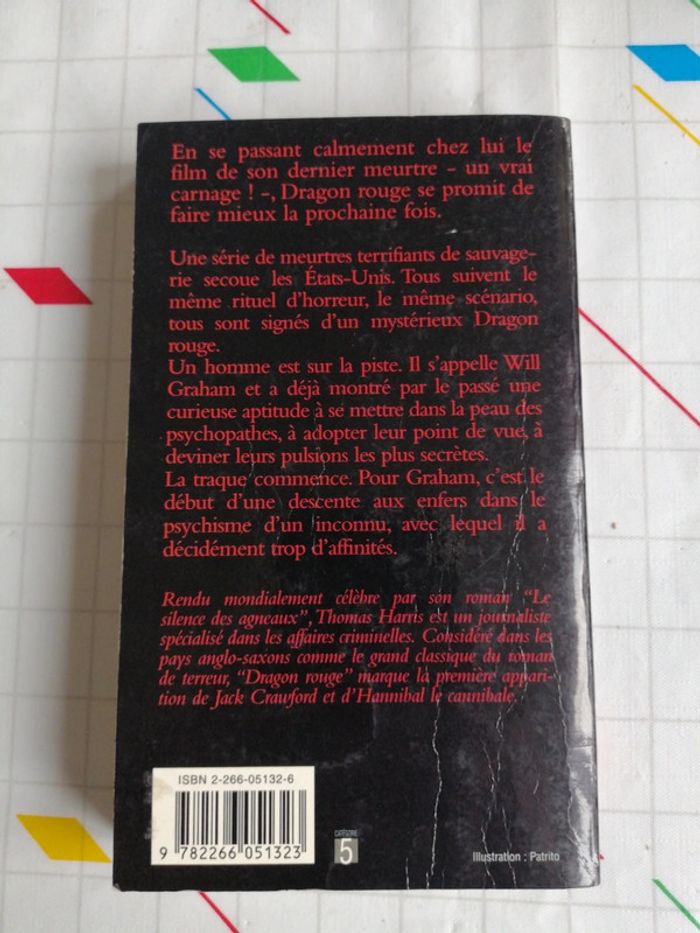 En se passant calmement chez lui le
film de son dernier meurtre – un vrai
carnage ! –, Dragon rouge se promit de
faire mieux la prochaine fois.
Une série de meurtres terrifiants de sauvage-
rie secoue les États-Unis. Tous suivent le
même rituel d'horreur, le même scénario,
tous sont signés d'un mystérieux Dragon
rouge.
Un homme est sur la piste. Il s'appelle Will
Graham et a déjà montré par le passé une
curieuse aptitude à se mettre dans la peau des
psychopathes, à adopter leur point de vue, à
deviner leurs pulsions les plus secrètes.
La traque commence. Pour Graham, c'est le
début d'une descente aux enfers dans le
psychisme d'un inconnu, avec lequel il a
décidément trop d'affinités.
Rendu mondialement célèbre par son roman "Le
silence des agneaux", Thomas Harris est un journaliste
spécialisé dans les affaires criminelles. Considéré dans les
pays anglo-saxons comme le grand classique du roman
de terreur, "Dragon rouge" marque la première appari-
tion de Jack Crawford et d'Hannibal le cannibale.
ISBN 2-266-05132-6
9 782266 051323
CATÉGORIE
5
Illustration : Patrito